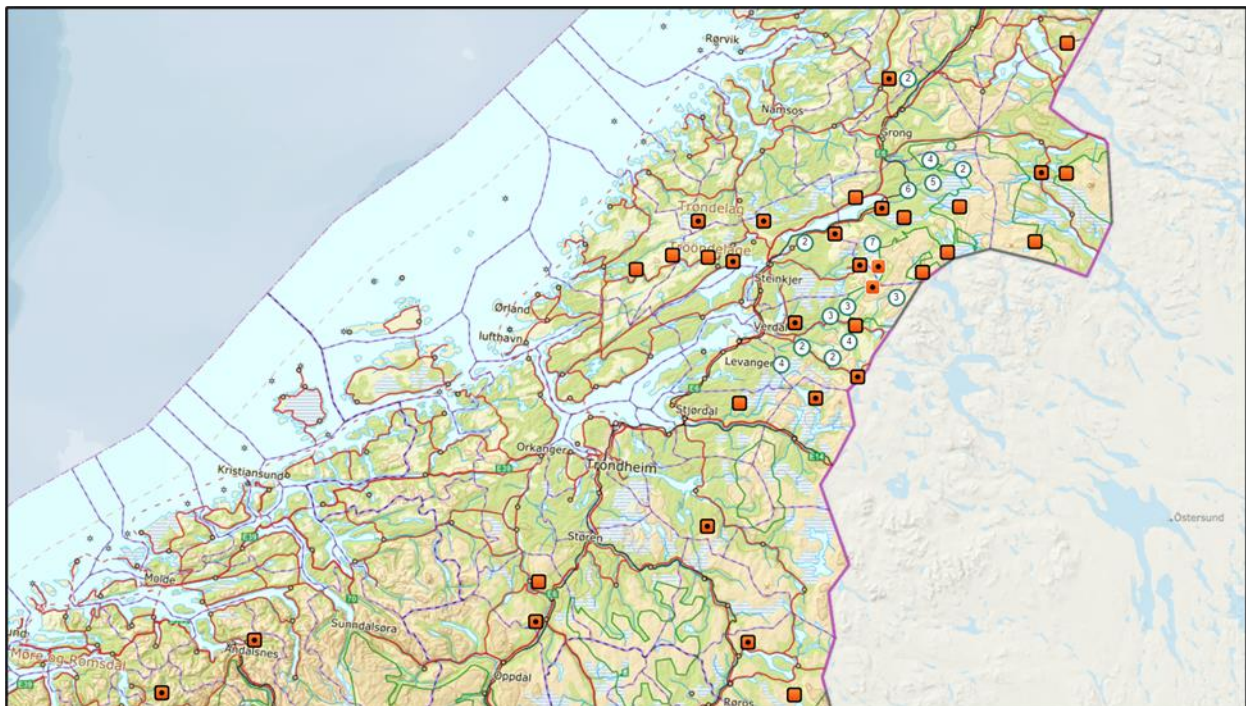 Rørvik
2
Namsos
Grong
4
2
5
6
Trøndelag
7
2
Trööndelage
Steinkjer
3
Ørland
3
3
lufthavn
Verdal
4
2
Levanger
2
4
E6
Stjørdal
Orkanger
E14
Trondheim
Kristiansund
E39
Östersund
Støren
Molde
Sunndalsøra
Åndalsnes
Møre og Romsdal
Oppdal
Røros